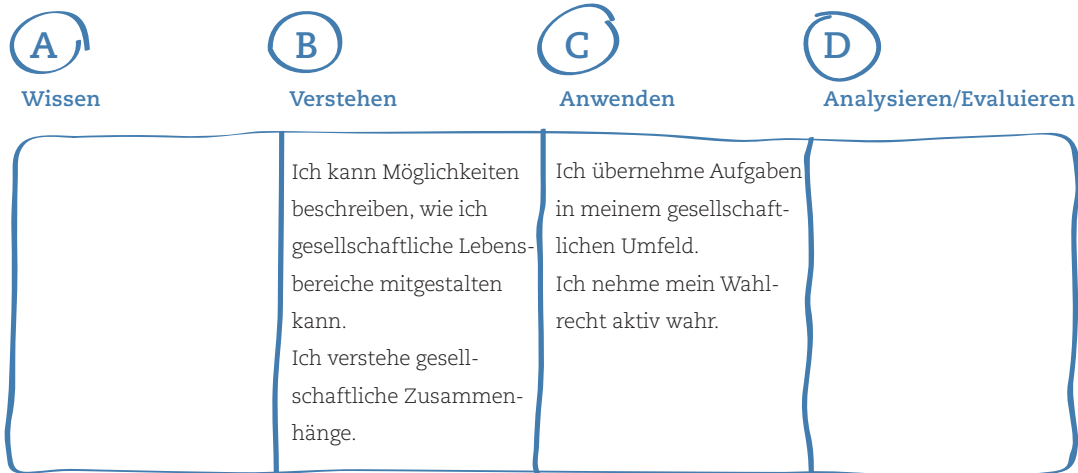 A
B
C
D
Wissen
Verstehen
Anwenden
Analysieren/Evaluieren
Ich kann Möglichkeiten
beschreiben, wie ich
gesellschaftliche Lebens-
bereiche mitgestalten
kann.
Ich verstehe gesell-
schaftliche Zusammen-
hänge.
Ich übernehme Aufgaben
in meinem gesellschaft-
lichen Umfeld.
Ich nehme mein Wahl-
recht aktiv wahr.